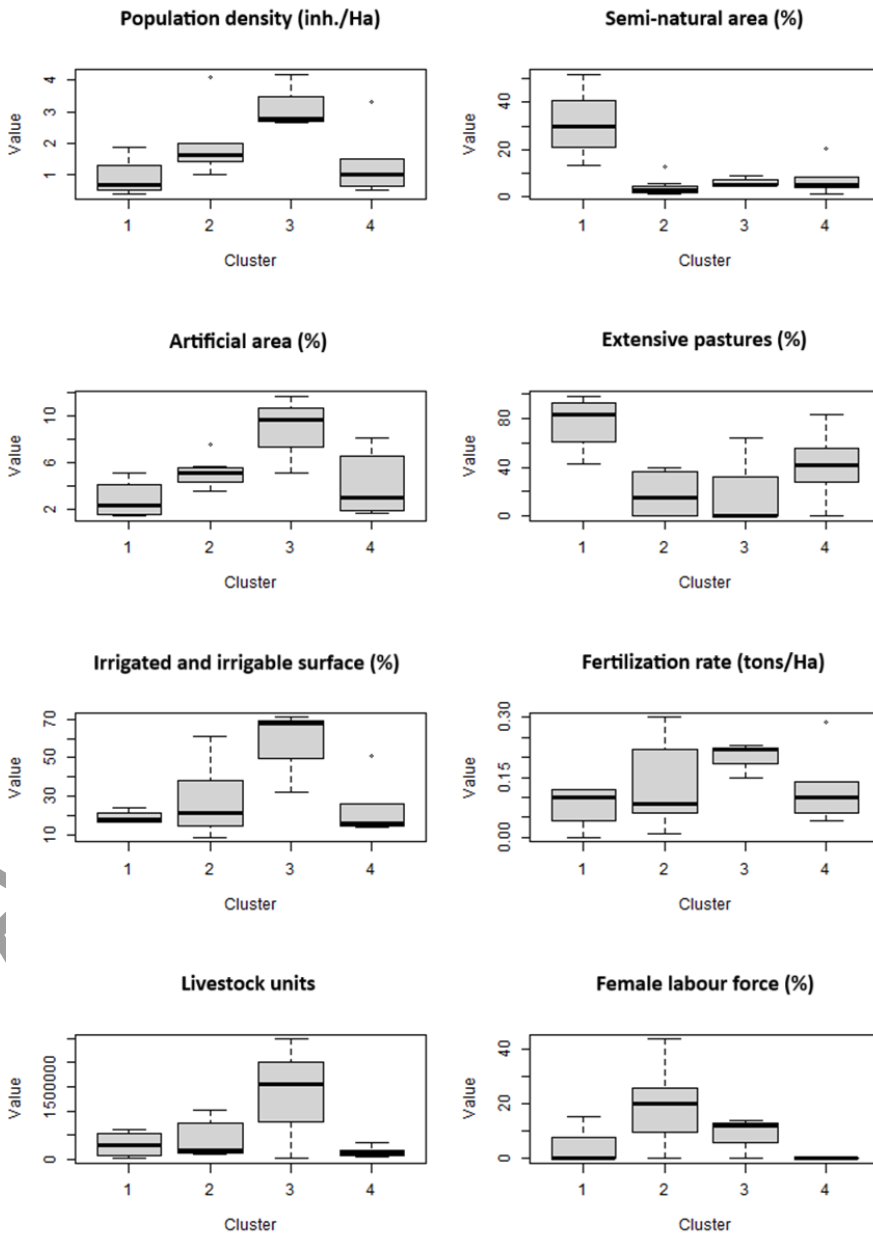 Population density (inh./Ha)
Value
4
3
2
1
1 2 3 4
Cluster
Semi-natural area (%)
Value
40
20
0
1 2 3 4
Cluster
Artificial area (%)
Value
10
6
2
1 2 3 4
Cluster
Extensive pastures (%)
Value
80
40
0
1 2 3 4
Cluster
Irrigated and irrigable surface (%)
Value
70
50
30
10
1 2 3 4
Cluster
Fertilization rate (tons/Ha)
Value
0.30
0.15
0.00
1 2 3 4
Cluster
Livestock units
Value
1500000
0
1 2 3 4
Cluster
Female labour force (%)
Value
40
20
0
1 2 3 4
Cluster